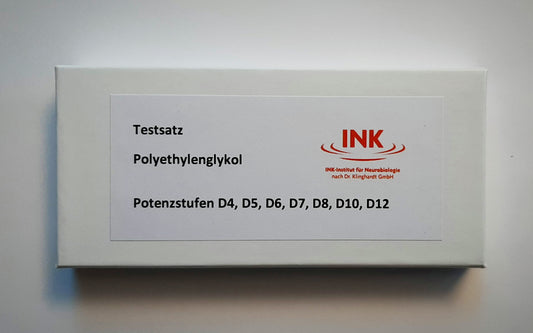 Testsatz
Polyethylenglykol
Potenzstufen D4, D5, D6, D7, D8, D10, D12
INK
INK-Institut für Neurobiologie
nach Dr. Klinghardt GmbH